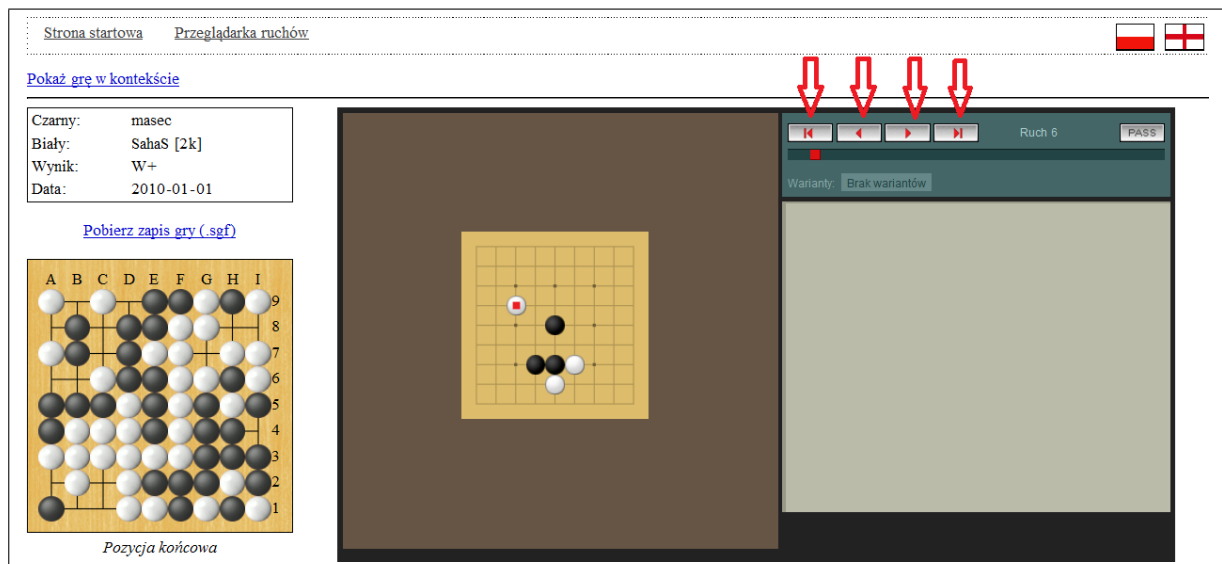 Strona startowa Przeglądarka ruchów
Pokaż grę w kontekście
Czarny: masec
Biały: SahaS [2k]
Wynik: W+
Data: 2010-01-01
Pobierz zapis gry (.sgf)
A B C D E F G H I
9
8
7
6
5
4
3
2
1
Pozycja końcowa
Ruch 6 PASS
Warianty: Brak wariantów